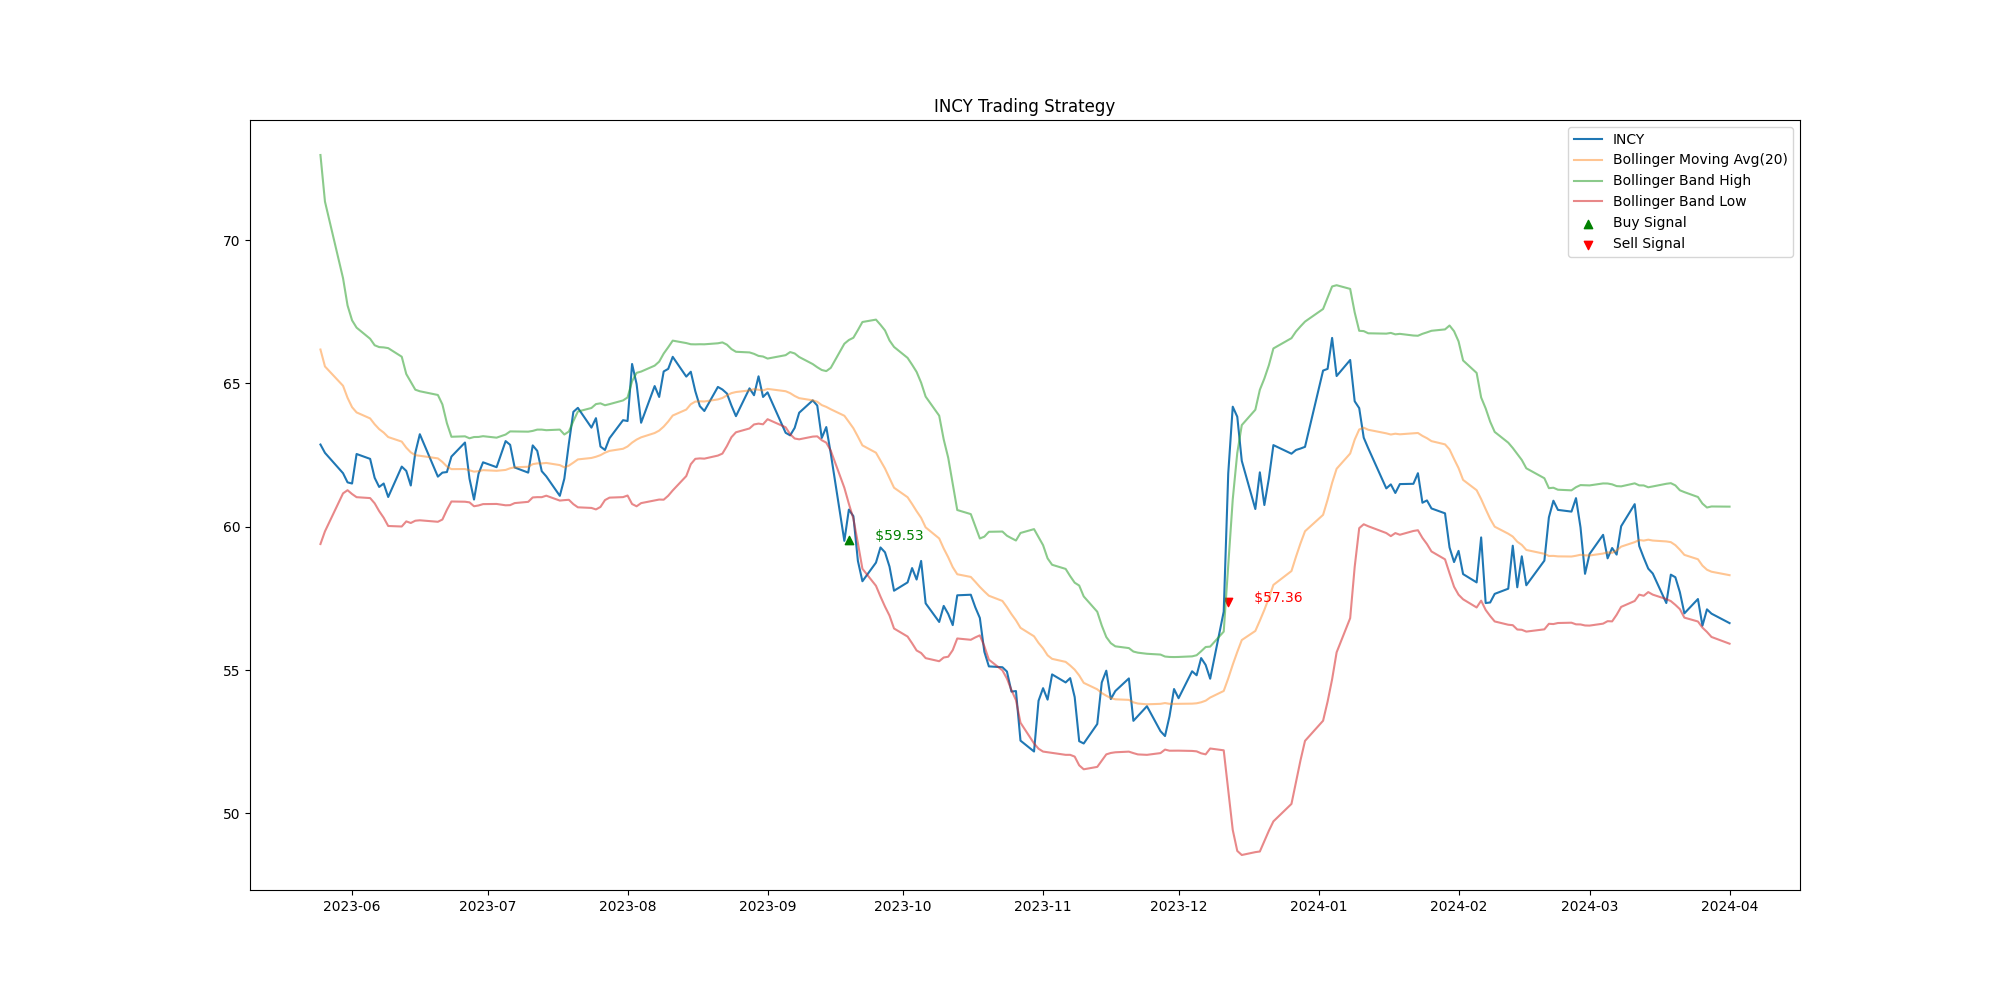 INCY Trading Strategy
INCY
Bollinger Moving Avg(20)
Bollinger Band High
Bollinger Band Low
Buy Signal
Sell Signal
70
65
60
55
50
$59.53
$57.36
2023-06 2023-07 2023-08 2023-09 2023-10 2023-11 2023-12 2024-01 2024-02 2024-03 2024-04